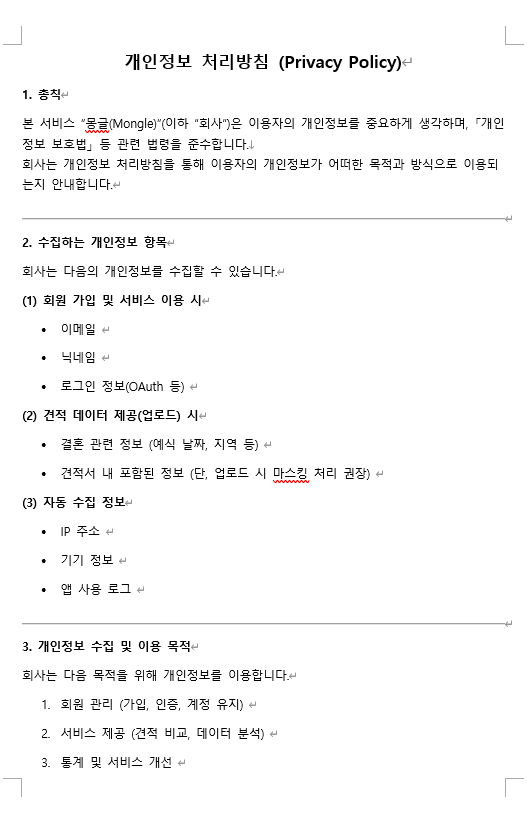 개인정보 처리방침 (Privacy Policy)
1. 총칙
본 서비스 “몽글(Mongle)”(이하 “회사”)은 이용자의 개인정보를 중요하게 생각하며, 「개인
정보 보호법」 등 관련 법령을 준수합니다.
회사는 개인정보 처리방침을 통해 이용자의 개인정보가 어떠한 목적과 방식으로 이용되
는지 안내합니다.
2. 수집하는 개인정보 항목
회사는 다음의 개인정보를 수집할 수 있습니다.
(1) 회원 가입 및 서비스 이용 시
• 이메일
• 닉네임
• 로그인 정보(OAuth 등)
(2) 견적 데이터 제공(업로드) 시
• 결혼 관련 정보 (예식 날짜, 지역 등)
• 견적서 내 포함된 정보 (단, 업로드 시 마스킹 처리 권장)
(3) 자동 수집 정보
• IP 주소
• 기기 정보
• 앱 사용 로그
3. 개인정보 수집 및 이용 목적
회사는 다음 목적을 위해 개인정보를 이용합니다.
1. 회원 관리 (가입, 인증, 계정 유지)
2. 서비스 제공 (견적 비교, 데이터 분석)
3. 통계 및 서비스 개선